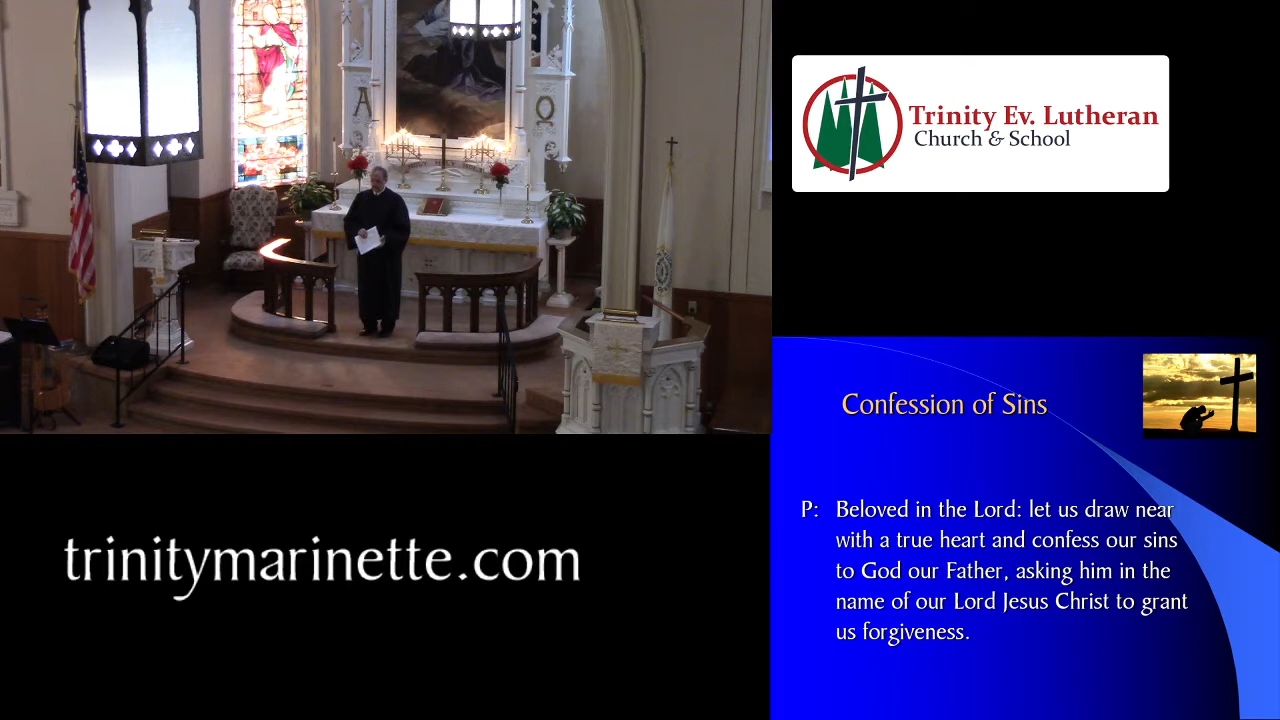 Trinity Ev. Lutheran
Church & School
A
Ω
Confession of Sins
P: Beloved in the Lord: let us draw near
with a true heart and confess our sins
to God our Father, asking him in the
name of our Lord Jesus Christ to grant
us forgiveness.
trinitymarinette.com